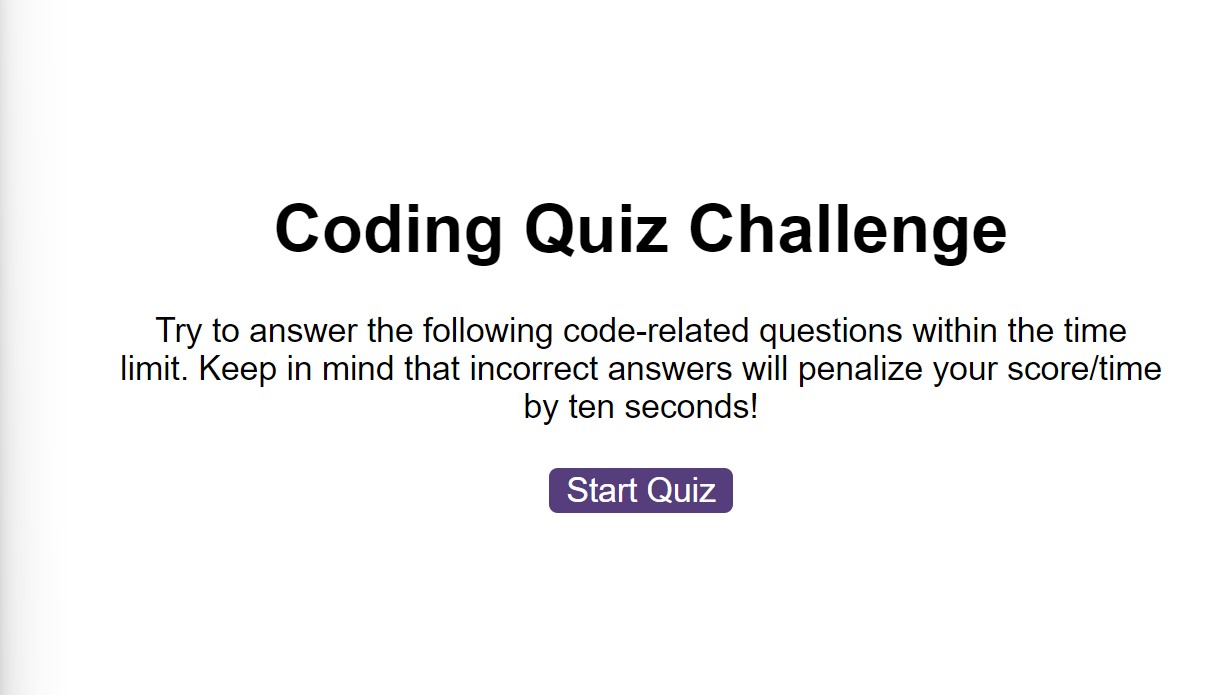 Coding Quiz Challenge
Try to answer the following code-related questions within the time
limit. Keep in mind that incorrect answers will penalize your score/time
by ten seconds!
Start Quiz